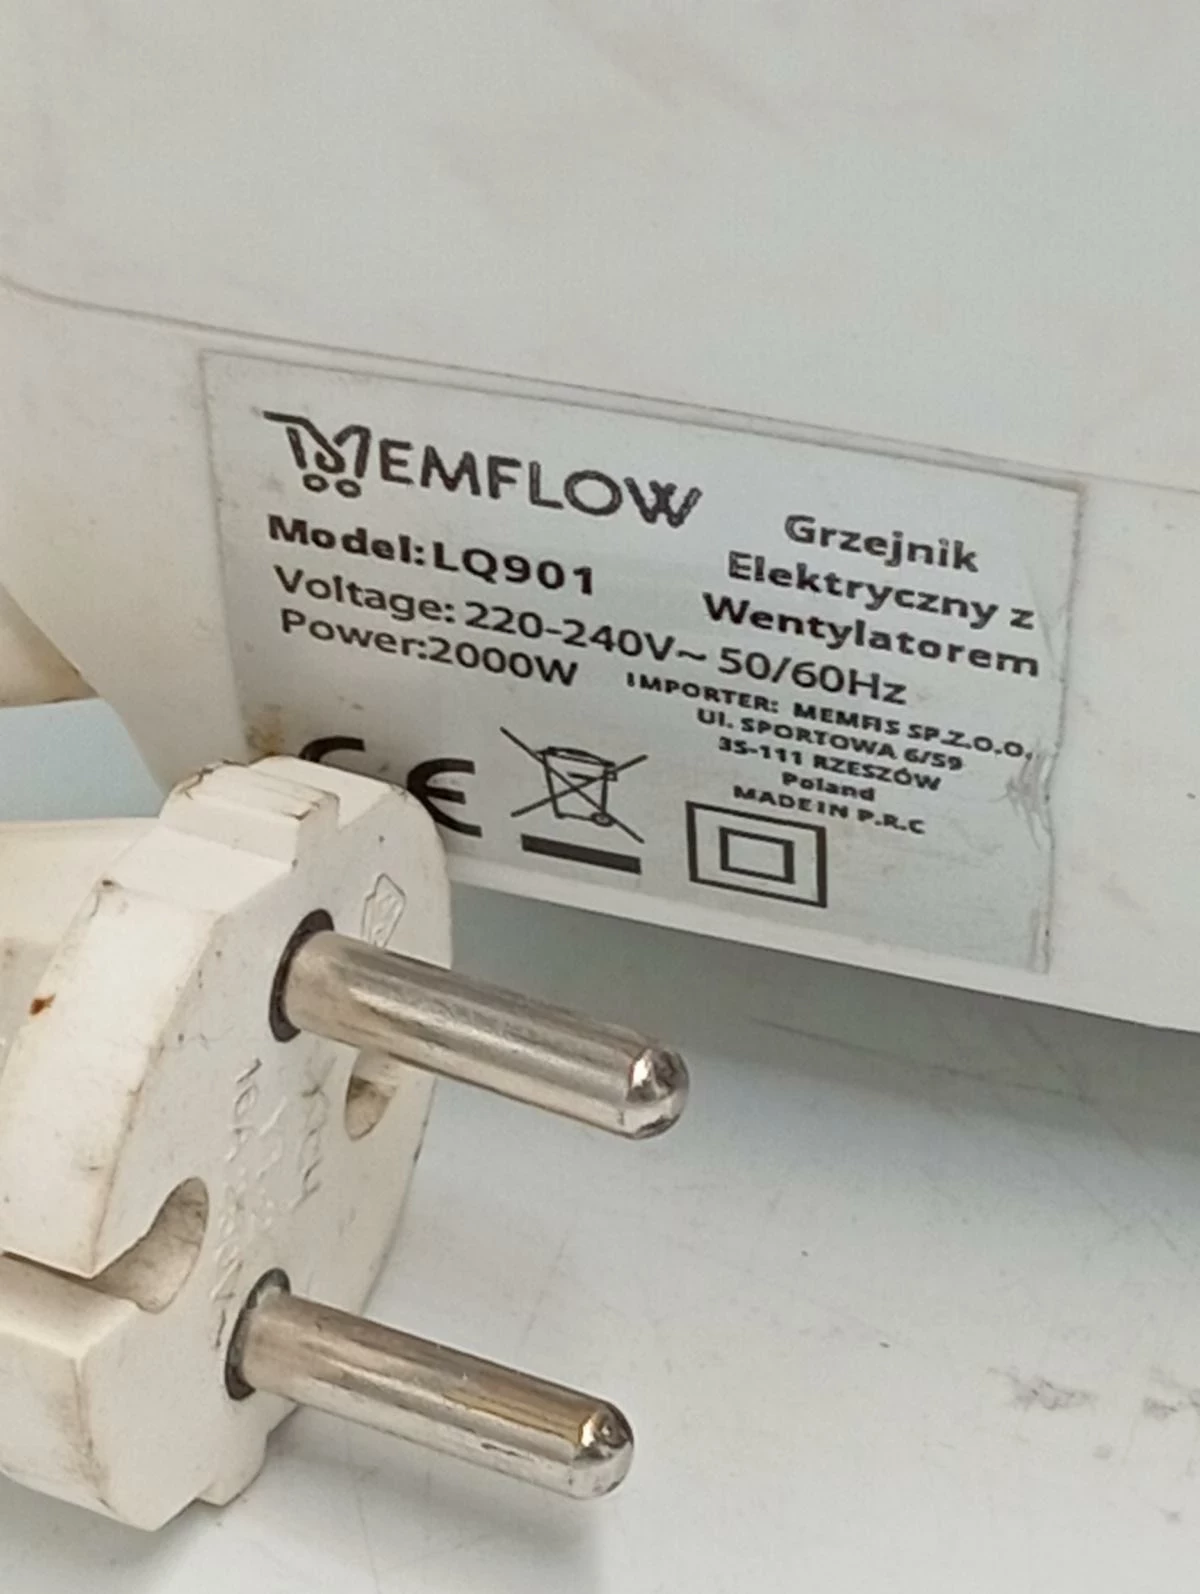 MEMFLOW
Model: LQ901
Voltage: 220-240V~ 50/60Hz
Power:2000W
Grzejnik
Elektryczny z
Wentylatorem
IMPORTER: MEMFIS SP.Z.O.O.
Ul. SPORTOWA 6/59
35-111 RZESZÓW
Poland
MADE IN P.R.C
CE